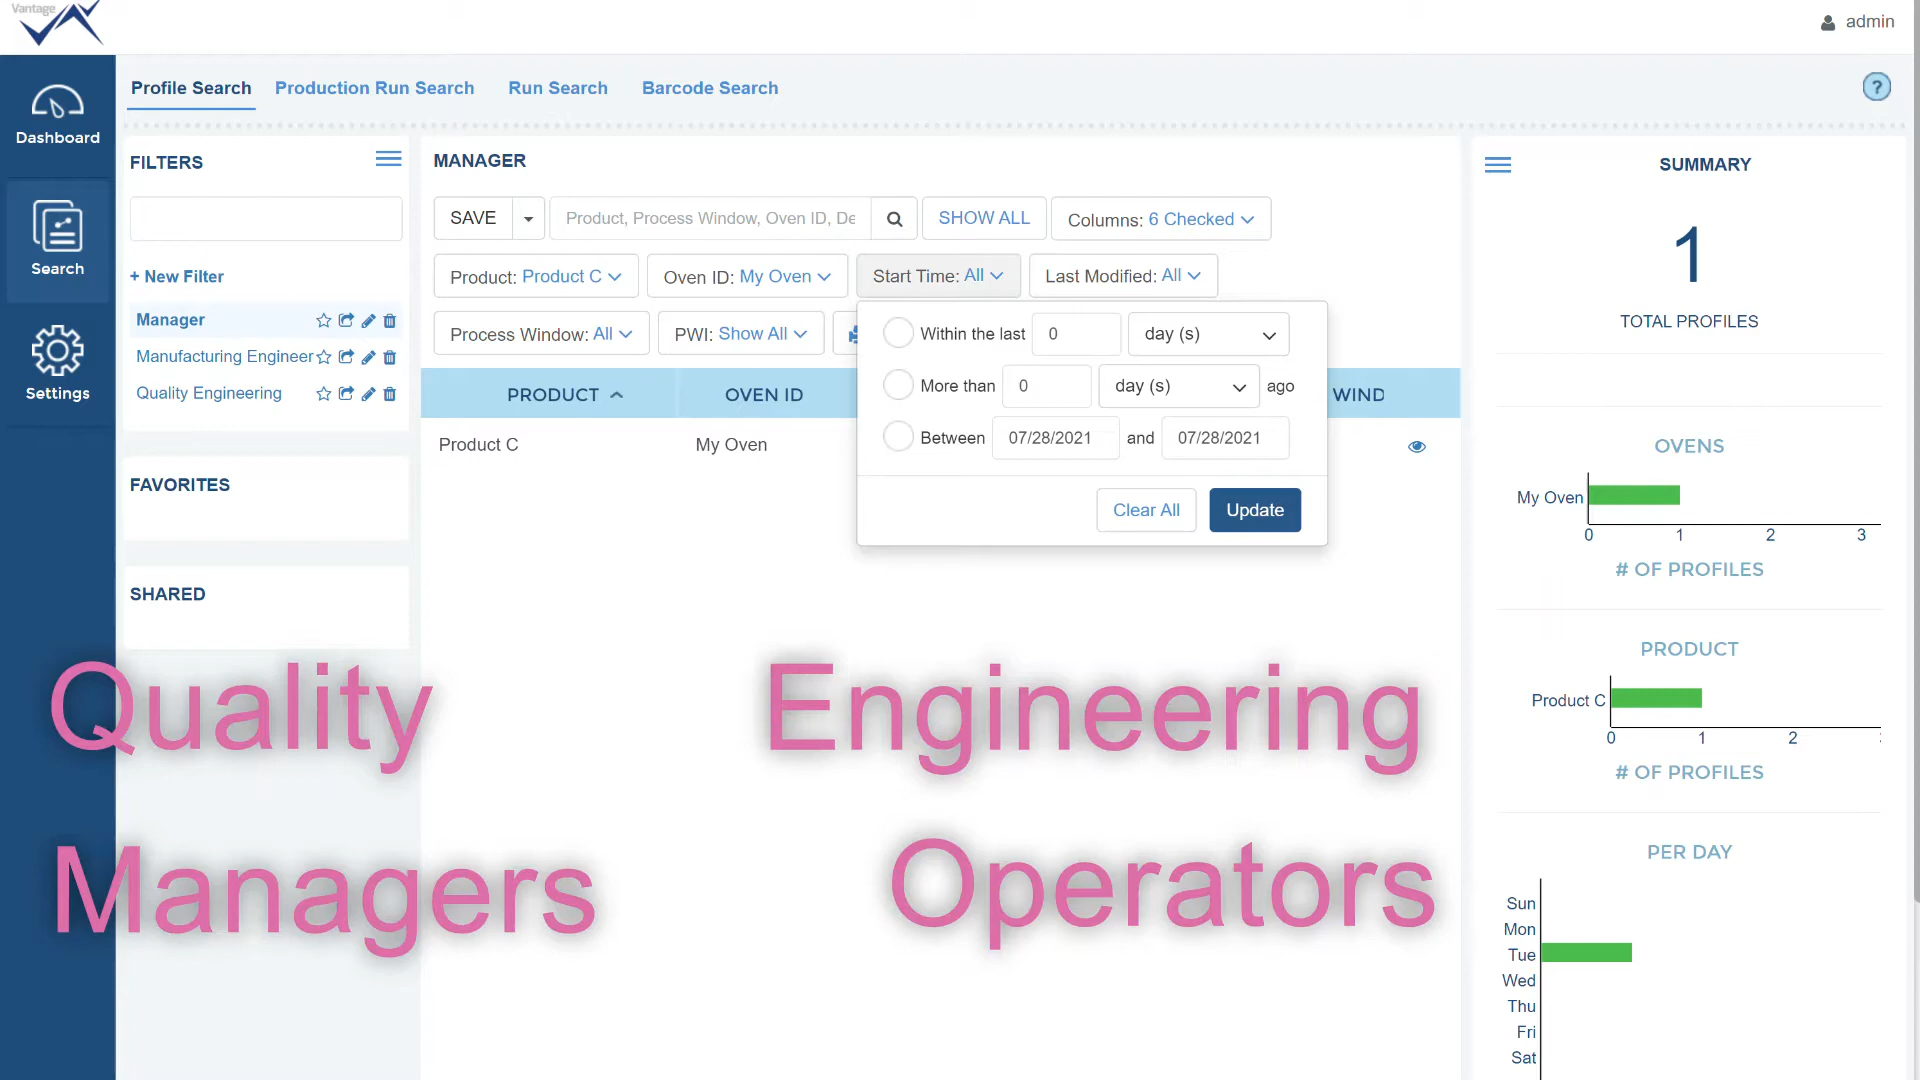 Vantage
admin
Dashboard
Search
Settings
Profile Search Production Run Search Run Search Barcode Search
?
FILTERS
+ New Filter
Manager
Manufacturing Engineer
Quality Engineering
FAVORITES
SHARED
MANAGER
SAVE Product, Process Window, Oven ID, De SHOW ALL Columns: 6 Checked
Product: Product C Oven ID: My Oven Start Time: All Last Modified: All
Process Window: All PWI: Show All
Within the last 0 day (s)
More than 0 day (s) ago
Between 07/28/2021 and 07/28/2021
Clear All Update
PRODUCT OVEN ID WIND
Product C My Oven
SUMMARY
1
TOTAL PROFILES
OVENS
My Oven
0 1 2 3
# OF PROFILES
PRODUCT
Product C
0 1 2
# OF PROFILES
PER DAY
Sun
Mon
Tue
Wed
Thu
Fri
Sat
Quality Engineering
Managers Operators